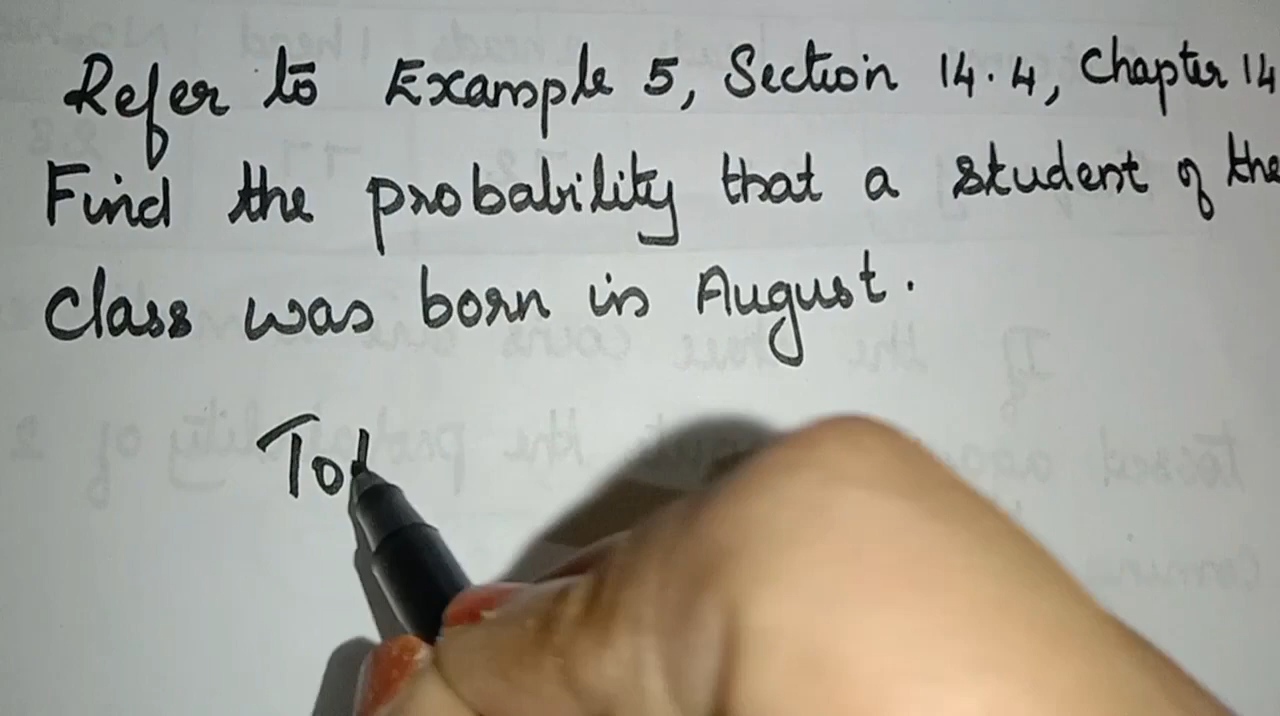 Refer to Example 5, Section 14.4, Chapter 14
Find the probability that a student of the
class was born in August.
Tot